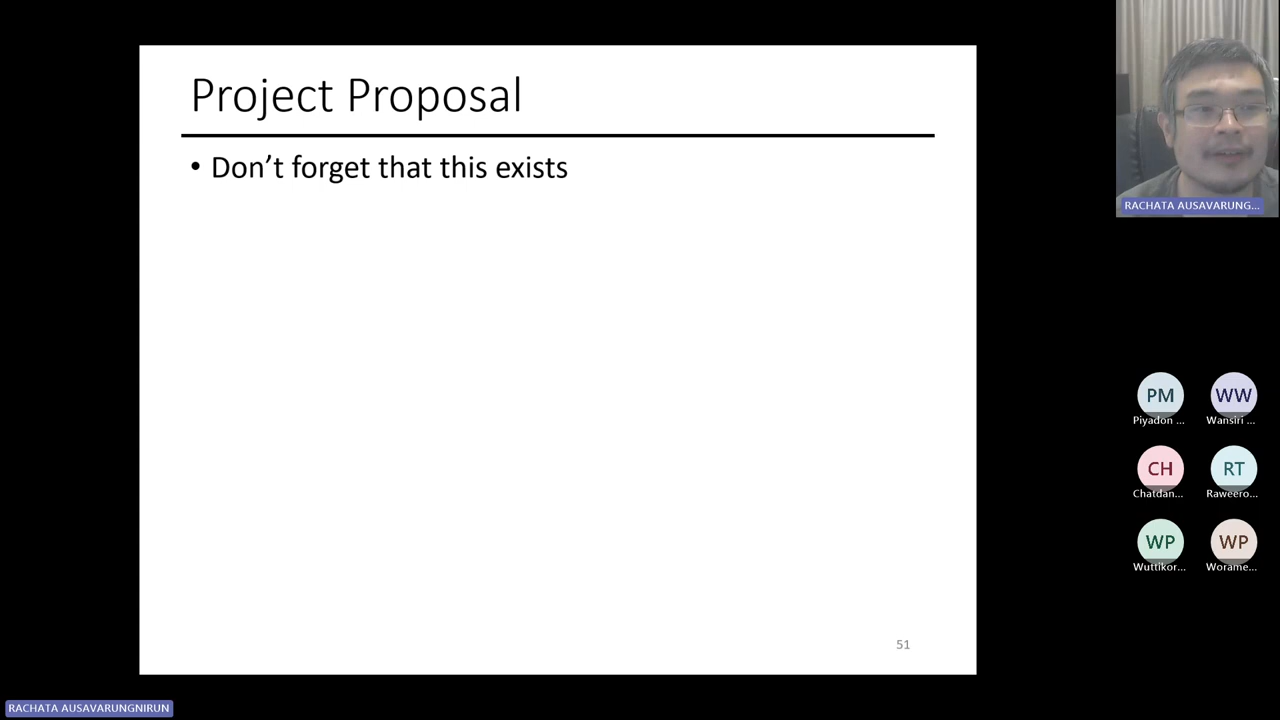 Project Proposal
• Don’t forget that this exists
51
RACHATA AUSAVARUNG...
PM
Piyadon ...
WW
Wansiri ...
CH
Chatdan...
RT
Raweero...
WP
Wuttikor...
WP
Worame...
RACHATA AUSAVARUNGNIRUN